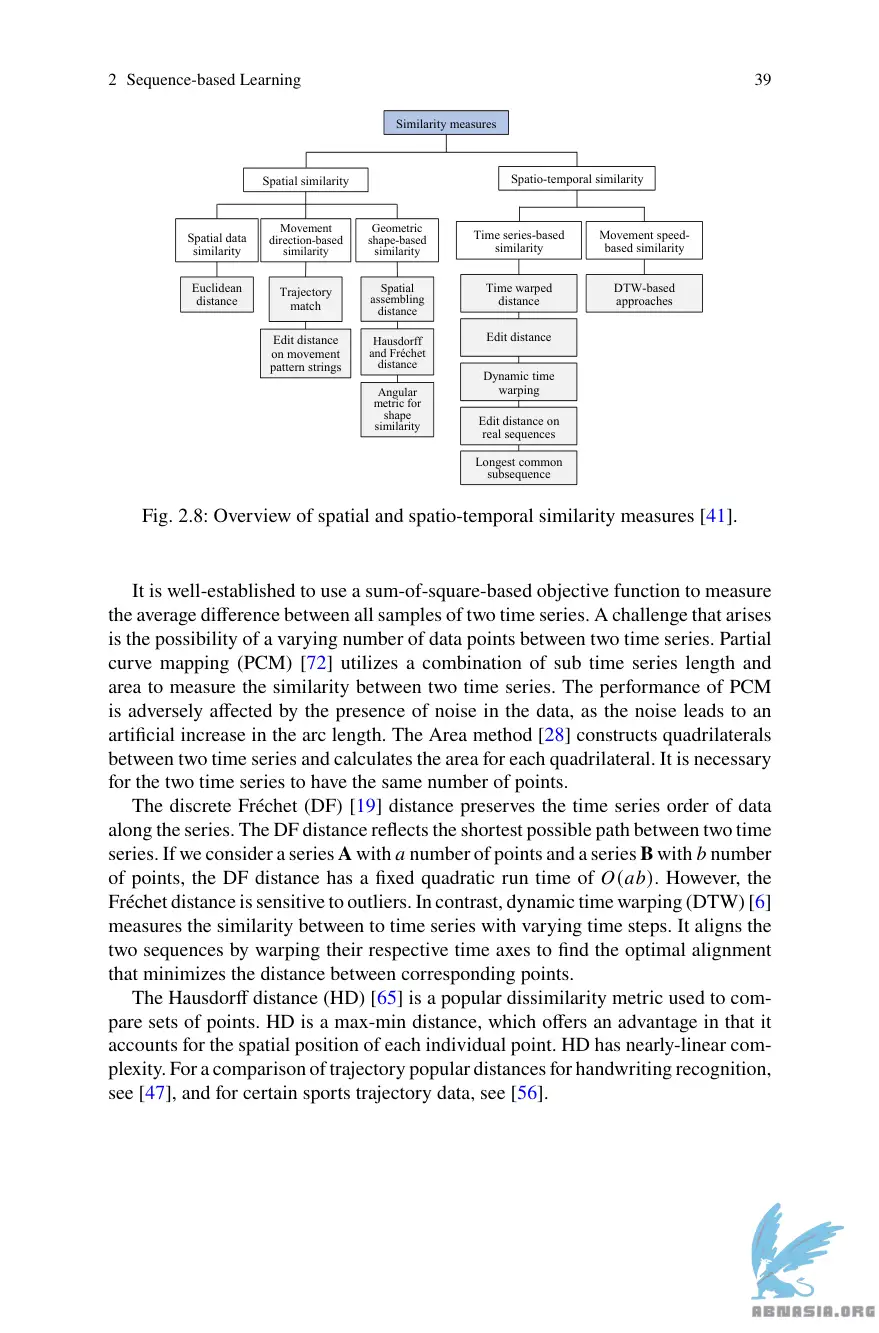 2 Sequence-based Learning 39
Similarity measures
Spatial similarity
Spatio-temporal similarity
Spatial data
similarity
Movement
direction-based
similarity
Geometric
shape-based
similarity
Time series-based
similarity
Movement speed-
based similarity
Euclidean
distance
Trajectory
match
Edit distance
on movement
pattern strings
Spatial
assembling
distance
Hausdorff
and Fréchet
distance
Angular
metric for
shape
similarity
Time warped
distance
Edit distance
Dynamic time
warping
Edit distance on
real sequences
Longest common
subsequence
DTW-based
approaches
Fig. 2.8: Overview of spatial and spatio-temporal similarity measures [41].
It is well-established to use a sum-of-square-based objective function to measure
the average difference between all samples of two time series. A challenge that arises
is the possibility of a varying number of data points between two time series. Partial
curve mapping (PCM) [72] utilizes a combination of sub time series length and
area to measure the similarity between two time series. The performance of PCM
is adversely affected by the presence of noise in the data, as the noise leads to an
artificial increase in the arc length. The Area method [28] constructs quadrilaterals
between two time series and calculates the area for each quadrilateral. It is necessary
for the two time series to have the same number of points.
The discrete Fréchet (DF) [19] distance preserves the time series order of data
along the series. The DF distance reflects the shortest possible path between two time
series. If we consider a series A with a number of points and a series B with b number
of points, the DF distance has a fixed quadratic run time of O(ab). However, the
Fréchet distance is sensitive to outliers. In contrast, dynamic time warping (DTW) [6]
measures the similarity between to time series with varying time steps. It aligns the
two sequences by warping their respective time axes to find the optimal alignment
that minimizes the distance between corresponding points.
The Hausdorff distance (HD) [65] is a popular dissimilarity metric used to com-
pare sets of points. HD is a max-min distance, which offers an advantage in that it
accounts for the spatial position of each individual point. HD has nearly-linear com-
plexity. For a comparison of trajectory popular distances for handwriting recognition,
see [47], and for certain sports trajectory data, see [56].
ABNASIA.ORG